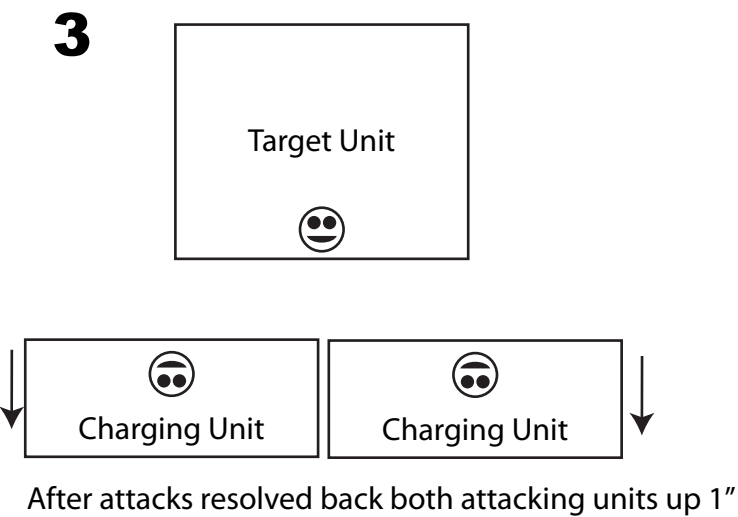 3
Target Unit
Charging Unit
Charging Unit
After attacks resolved back both attacking units up 1”